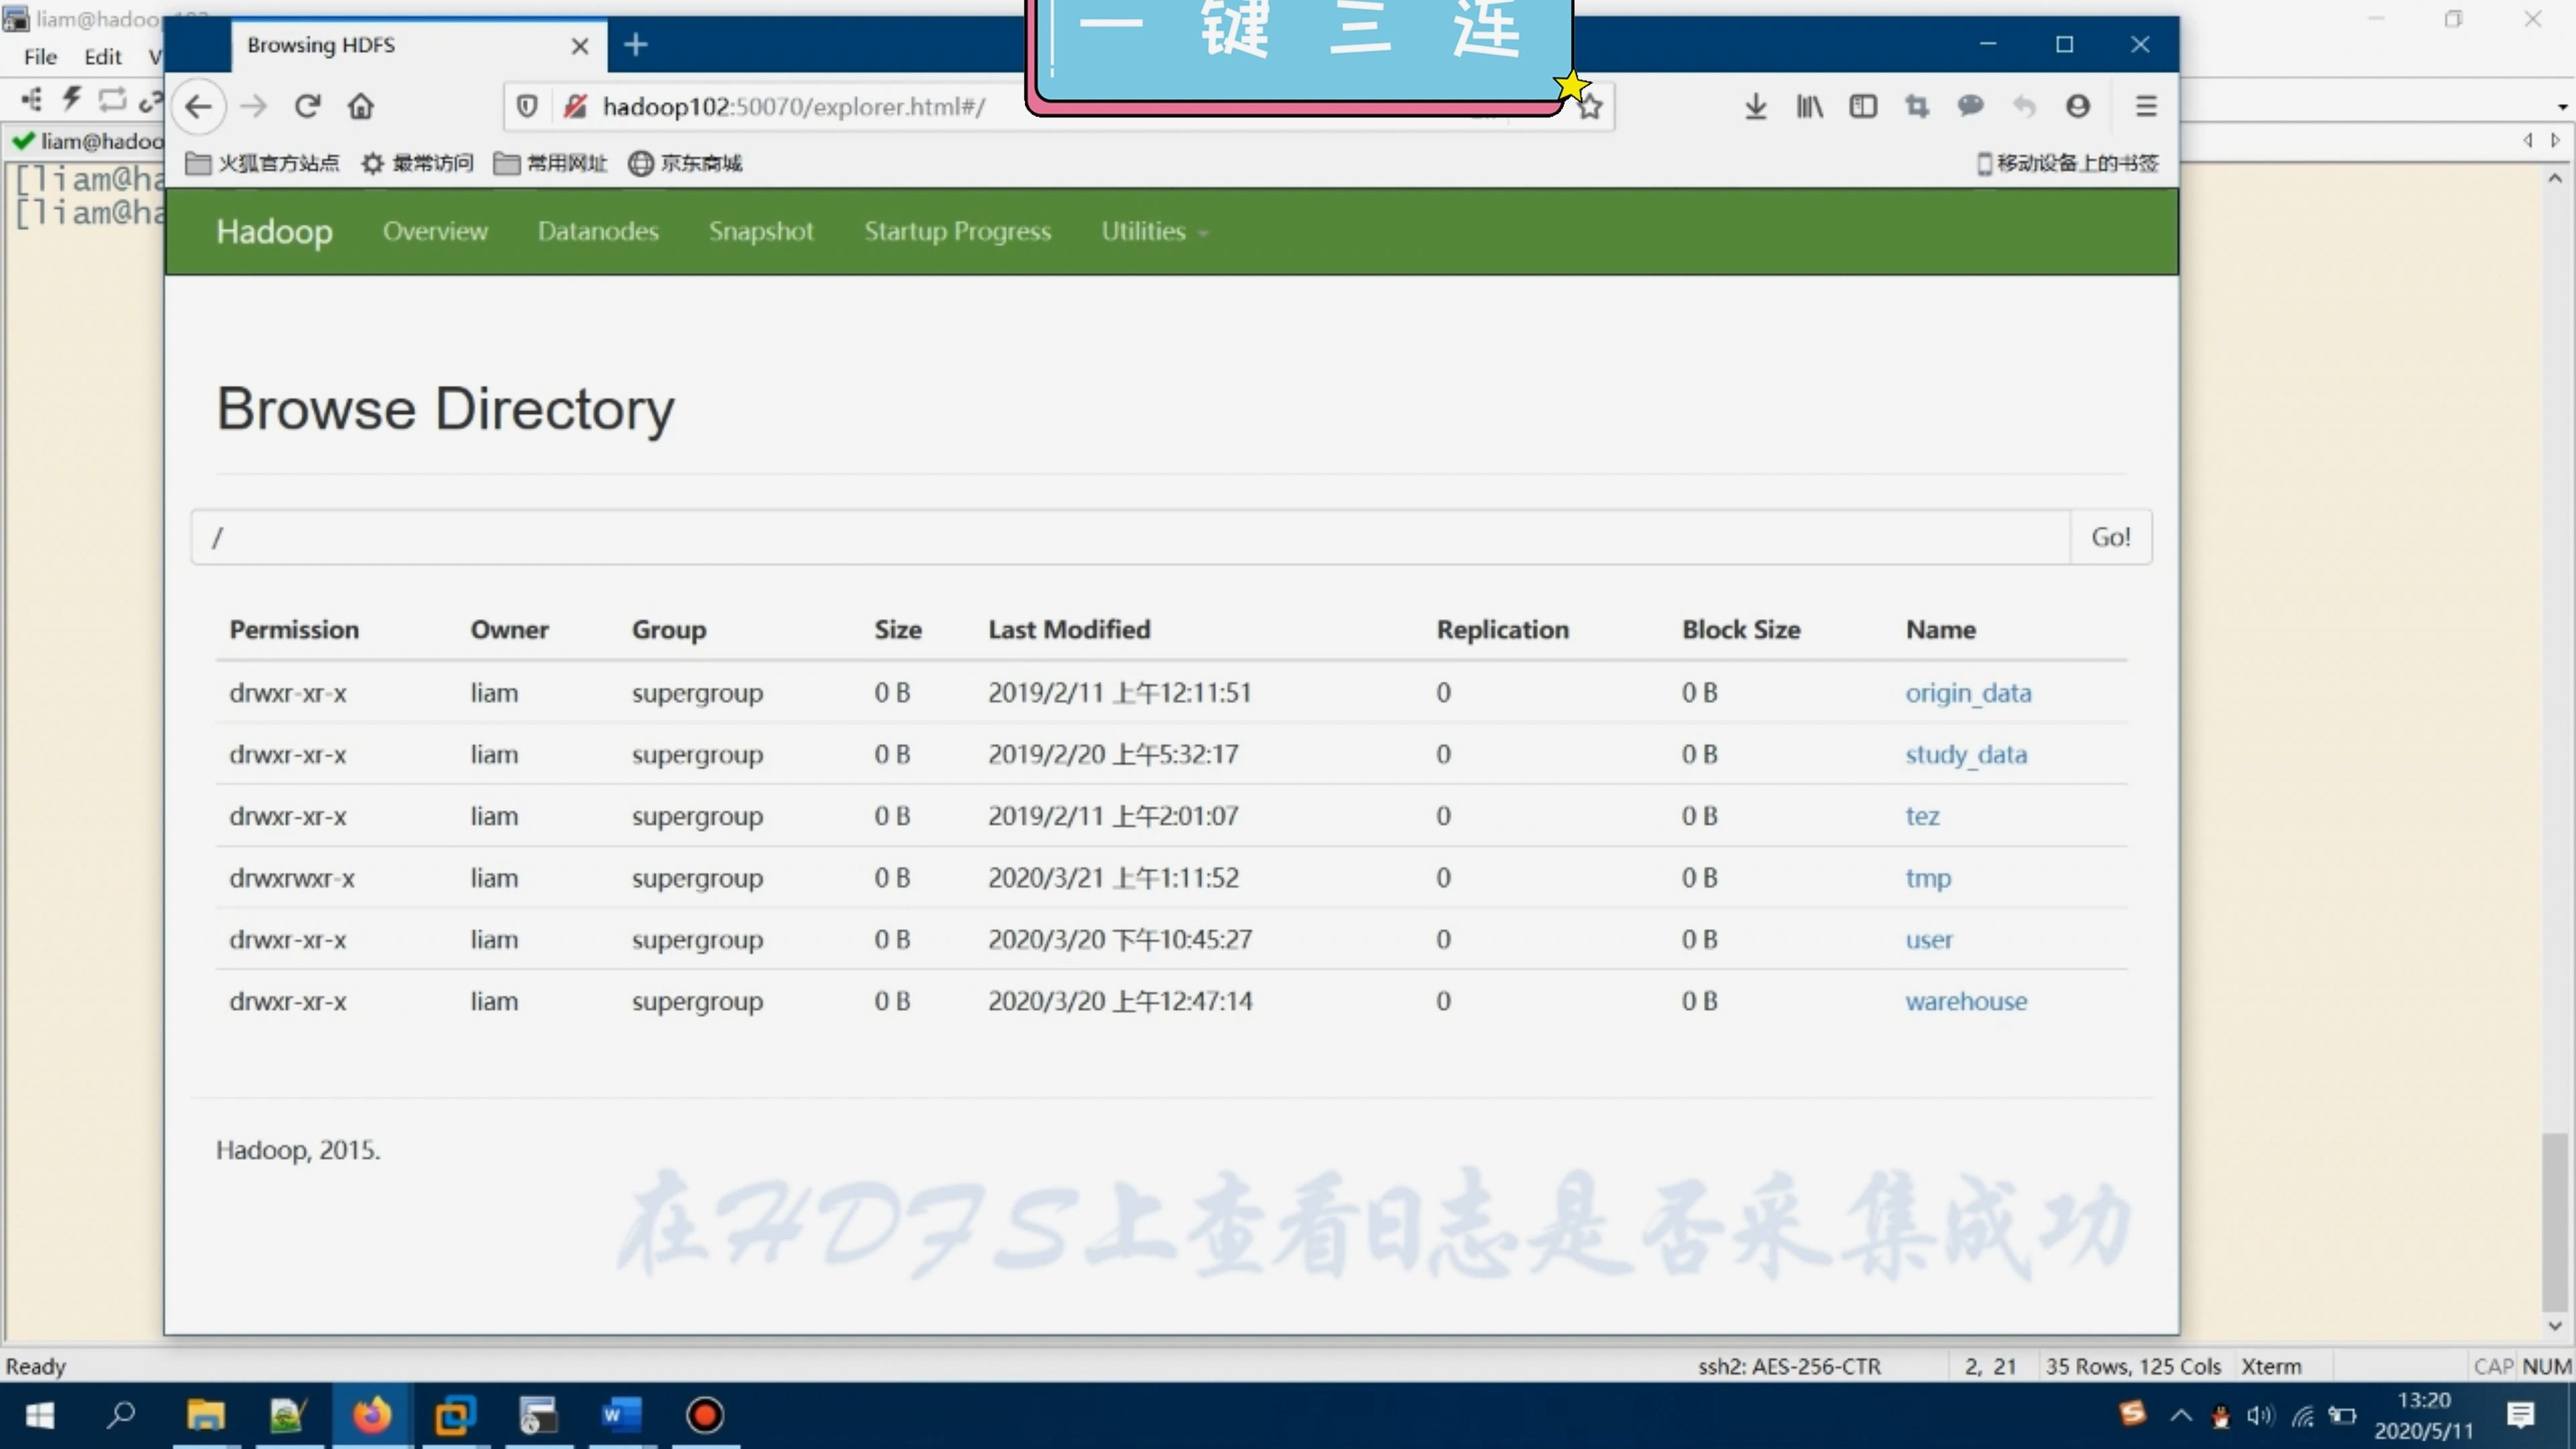 liam@hadoop102
一 键 三 连
Browsing HDFS
File Edit V
hadoop102:50070/explorer.html#/
liam@hadoo
火狐官方站点 最常访问 常用网址 京东商城 移动设备上的书签
[liam@ha
[liam@ha
Hadoop Overview Datanodes Snapshot Startup Progress Utilities
Browse Directory
/ Go!
Permission Owner Group Size Last Modified Replication Block Size Name
drwxr-xr-x liam supergroup 0 B 2019/2/11 上午12:11:51 0 0 B origin_data
drwxr-xr-x liam supergroup 0 B 2019/2/20 上午5:32:17 0 0 B study_data
drwxr-xr-x liam supergroup 0 B 2019/2/11 上午2:01:07 0 0 B tez
drwxrwxr-x liam supergroup 0 B 2020/3/21 上午1:11:52 0 0 B tmp
drwxr-xr-x liam supergroup 0 B 2020/3/20 下午10:45:27 0 0 B user
drwxr-xr-x liam supergroup 0 B 2020/3/20 上午12:47:14 0 0 B warehouse
Hadoop, 2015.
在HDFS上查看日志是否采集成功
Ready ssh2: AES-256-CTR 2, 21 35 Rows, 125 Cols Xterm CAP NUM
13:20
2020/5/11